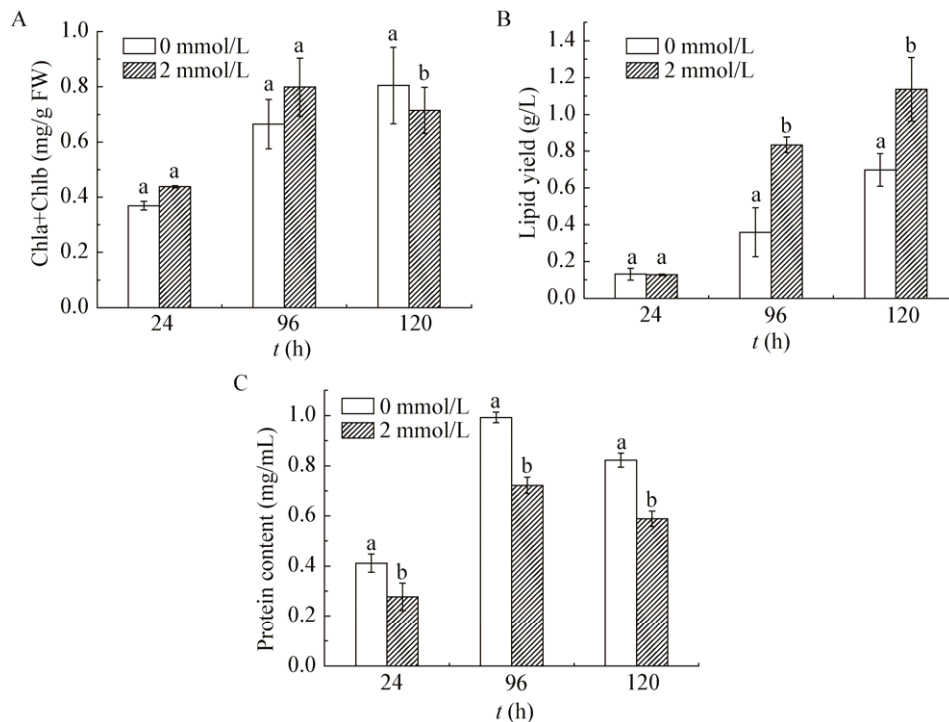 A
Chla+Chlb (mg/g FW)
1.0
0.8
0.6
0.4
0.2
0.0
0 mmol/L
2 mmol/L
a
a
a
a
a
b
24
96
120
t (h)
B
Lipid yield (g/L)
1.4
1.2
1.0
0.8
0.6
0.4
0.2
0.0
0 mmol/L
2 mmol/L
a
a
a
b
a
b
24
96
120
t (h)
C
Protein content (mg/mL)
1.0
0.8
0.6
0.4
0.2
0.0
0 mmol/L
2 mmol/L
a
b
a
b
a
b
24
96
120
t (h)